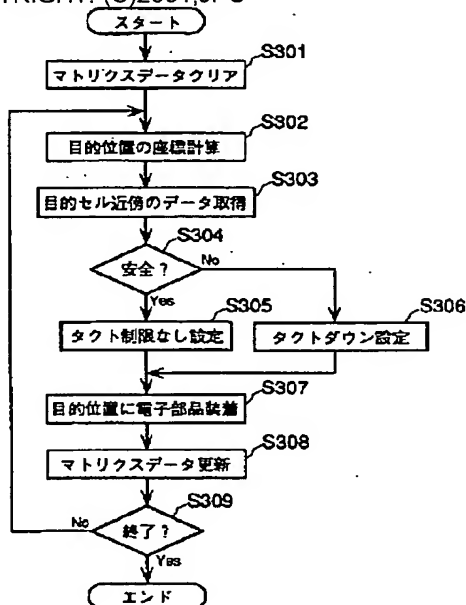 スタート
S301
マトリクスデータクリア
S302
目的位置の座標計算
S303
目的セル近傍のデータ取得
S304
安全？
No
Yes
S305
タクト制限なし設定
S306
タクトダウン設定
S307
目的位置に電子部品装着
S308
マトリクスデータ更新
S309
終了？
No
Yes
エンド